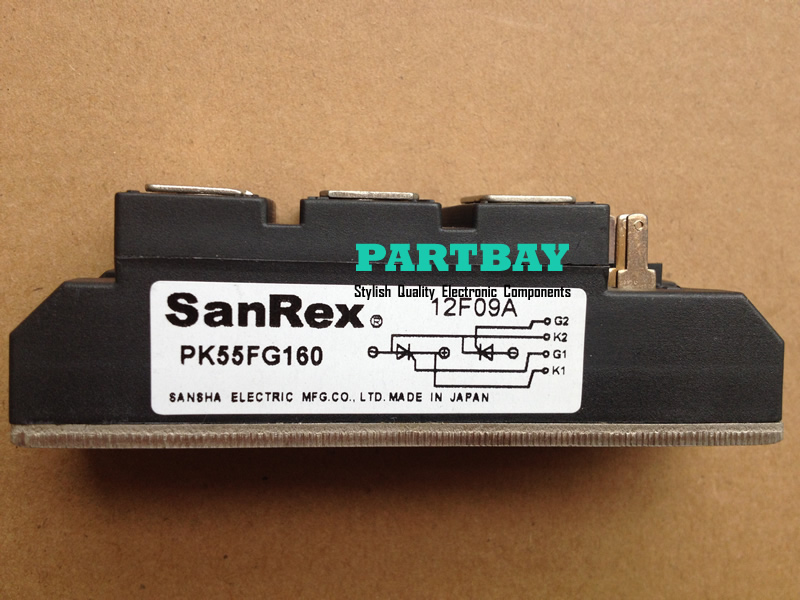 PARTBAY
Stylish Quality Electronic Components
SanRex®
12F09A
PK55FG160
G2
K2
G1
K1
SANSHA ELECTRIC MFG.CO., LTD. MADE IN JAPAN